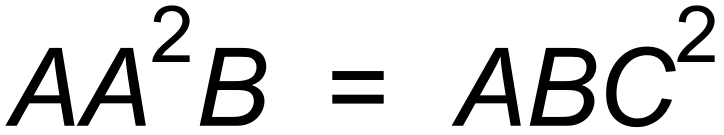 AA²B = ABC²